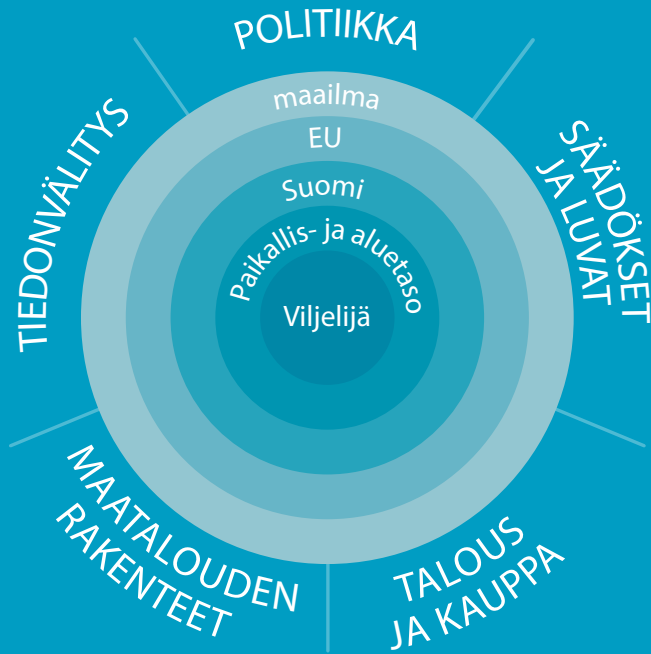 POLITIIKKA
SÄÄDÖKSET
JA LUVAT
TALOUS
JA KAUPPA
MAATALOUDEN
RAKENTEET
TIEDONVÄLITYS
maailma
EU
Suomi
Paikallis- ja aluetaso
Viljelijä